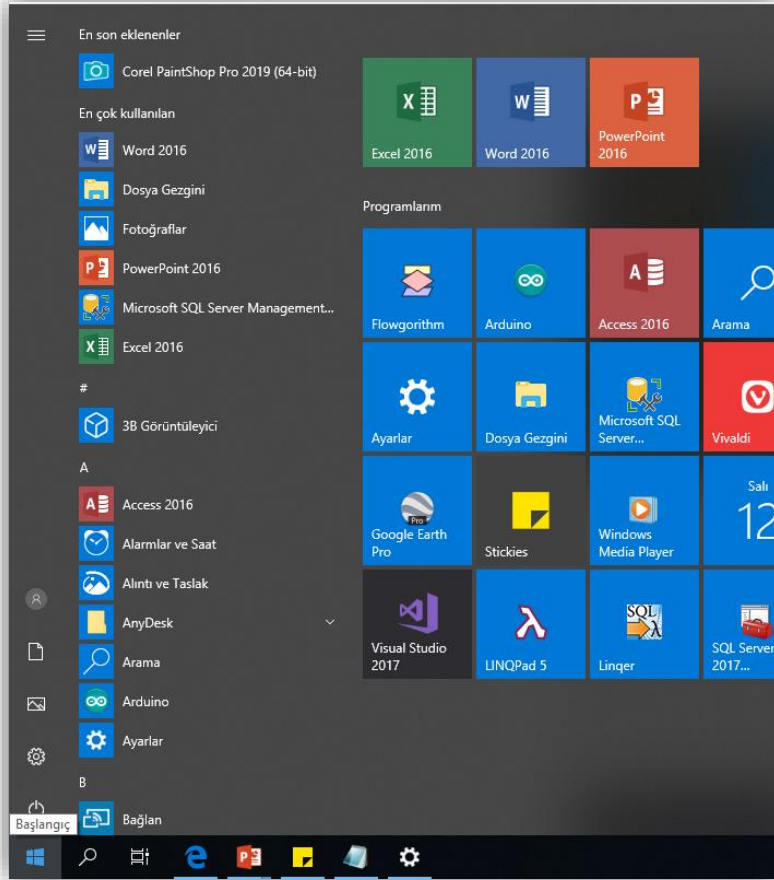 En son eklenenler
Corel PaintShop Pro 2019 (64-bit)
En çok kullanılan
Word 2016
Dosya Gezgini
Fotoğraflar
PowerPoint 2016
Microsoft SQL Server Management...
Excel 2016
#
3B Görüntüleyici
A
Access 2016
Alarmlar ve Saat
Alıntı ve Taslak
AnyDesk
Arama
Arduino
Ayarlar
B
Bağlan
Başlangıç
Excel 2016
Word 2016
PowerPoint
2016
Programlarım
Flowgorithm
Arduino
Access 2016
Arama
Ayarlar
Dosya Gezgini
Microsoft SQL
Server...
Vivaldi
Pro
Google Earth
Pro
Stickies
Windows
Media Player
Salı
12
Visual Studio
2017
LINQPad 5
SQL
Linqer
SQL Server
2017...